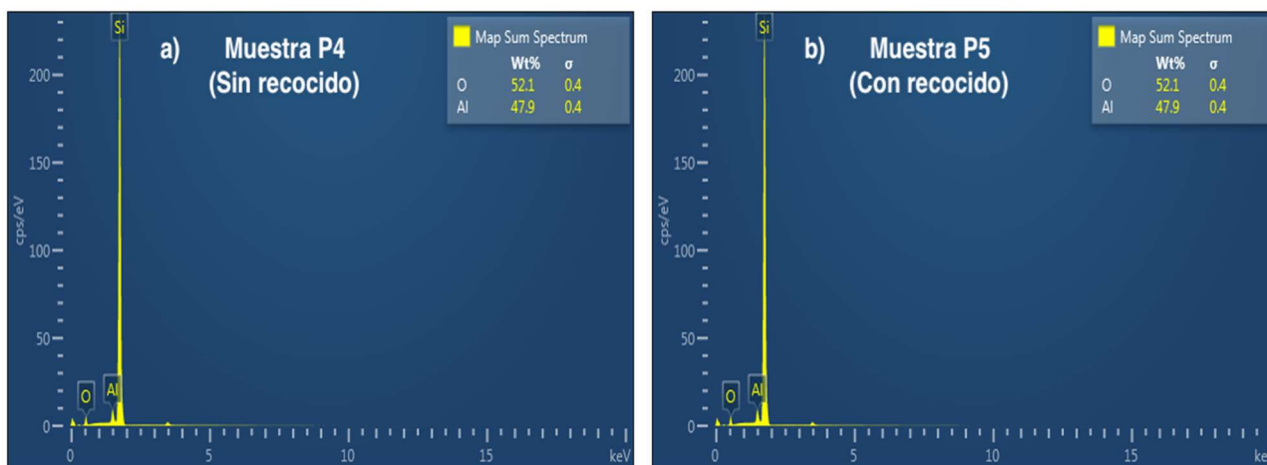 a) Muestra P4
(Sin recocido)
Si
Map Sum Spectrum
Wt% σ
O 52.1 0.4
Al 47.9 0.4
200
150
100
50
0
cps/eV
O
Al
0 5 10 15 keV
b) Muestra P5
(Con recocido)
Si
Map Sum Spectrum
Wt% σ
O 52.1 0.4
Al 47.9 0.4
200
150
100
50
0
cps/eV
O
Al
0 5 10 15 ke